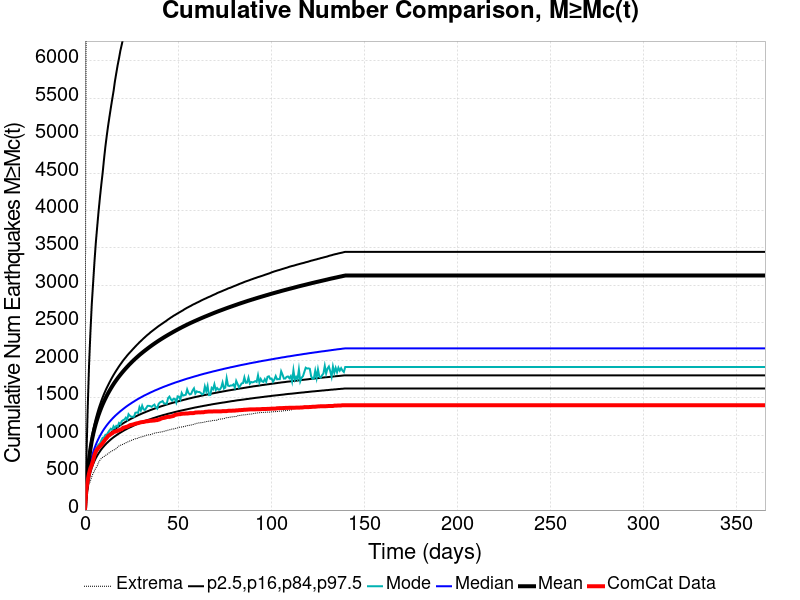 Cumulative Number Comparison, M≥Mc(t)
Cumulative Num Earthquakes M≥Mc(t)
6000
5500
5000
4500
4000
3500
3000
2500
2000
1500
1000
500
0
0 50 100 150 200 250 300 350
Time (days)
Extrema p2.5,p16,p84,p97.5 Mode Median Mean ComCat Data